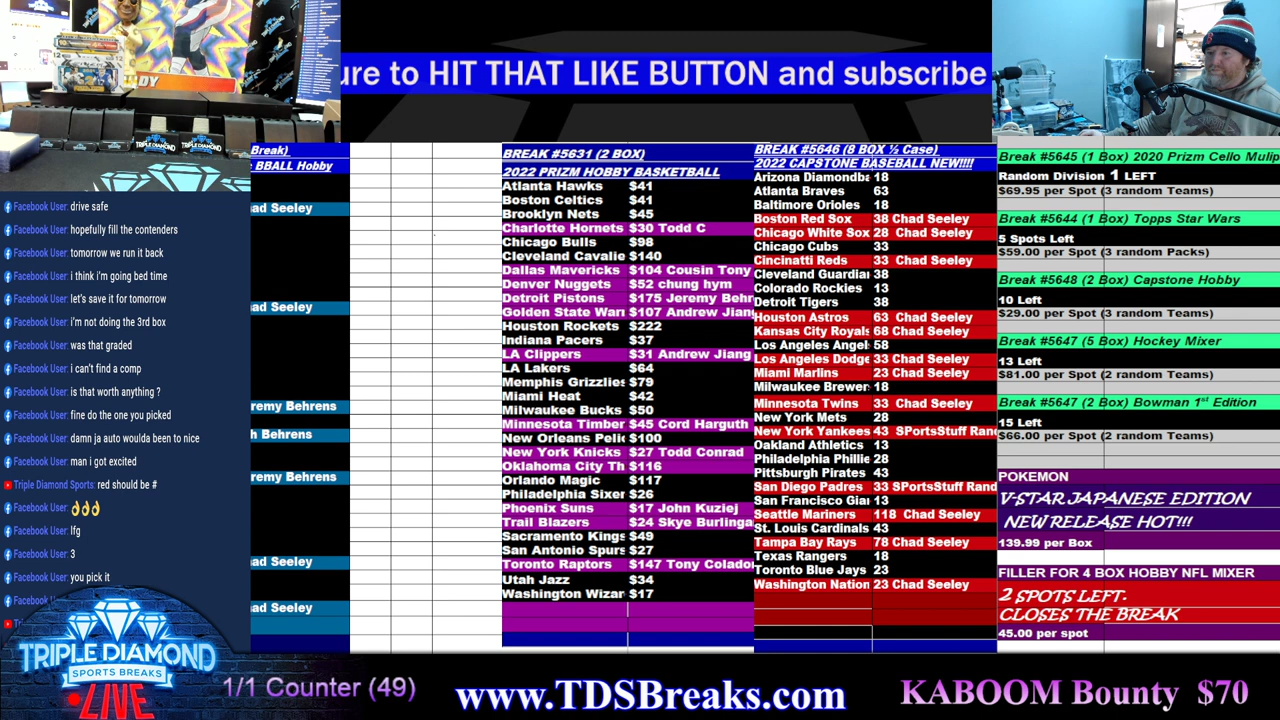 ure to HIT THAT LIKE BUTTON and subscribe
DY
Facebook User: drive safe
Facebook User: hopefully fill the contenders
Facebook User: tomorrow we run it back
Facebook User: i think i'm going bed time
Facebook User: let's save it for tomorrow
Facebook User: i'm not doing the 3rd box
Facebook User: was that graded
Facebook User: i can't find a comp
Facebook User: is that worth anything ?
Facebook User: fine do the one you picked
Facebook User: damn ja auto woulda been to nice
Facebook User: man i got excited
Triple Diamond Sports: red should be #
Facebook User: 👌👌👌
Facebook User: lfg
Facebook User: 3
Facebook User: you pick it
Facebook U
Tr
Break)
BBALL Hobby
ad Seeley
ad Seeley
remy Behrens
h Behrens
remy Behrens
ad Seeley
ad Seeley
BREAK #5631 (2 BOX)
2022 PRIZM HOBBY BASKETBALL
Atlanta Hawks $41
Boston Celtics $41
Brooklyn Nets $45
Charlotte Hornets $30 Todd C
Chicago Bulls $98
Cleveland Cavalie $140
Dallas Mavericks $104 Cousin Tony
Denver Nuggets $52 chung hym
Detroit Pistons $175 Jeremy Behr
Golden State Warr $107 Andrew Jiang
Houston Rockets $222
Indiana Pacers $37
LA Clippers $31 Andrew Jiang
LA Lakers $64
Memphis Grizzlies $79
Miami Heat $42
Milwaukee Bucks $50
Minnesota Timber $45 Cord Harguth
New Orleans Pelic $100
New York Knicks $27 Todd Conrad
Oklahoma City Th $116
Orlando Magic $117
Philadelphia Sixer $26
Phoenix Suns $17 John Kuziej
Trail Blazers $24 Skye Burlinga
Sacramento Kings $49
San Antonio Spurs $27
Toronto Raptors $147 Tony Colado
Utah Jazz $34
Washington Wizar $17
BREAK #5646 (8 BOX ½ Case)
2022 CAPSTONE BASEBALL NEW!!!!
Arizona Diamondba 18
Atlanta Braves 63
Baltimore Orioles 18
Boston Red Sox 38 Chad Seeley
Chicago White Sox 28 Chad Seeley
Chicago Cubs 33
Cincinatti Reds 33 Chad Seeley
Cleveland Guardian 38
Colorado Rockies 13
Detroit Tigers 38
Houston Astros 63 Chad Seeley
Kansas City Royals 68 Chad Seeley
Los Angeles Angel 58
Los Angeles Dodge 33 Chad Seeley
Miami Marlins 23 Chad Seeley
Milwaukee Brewer 18
Minnesota Twins 33 Chad Seeley
New York Mets 28
New York Yankees 43 SPortsStuff Rand
Oakland Athletics 13
Philadelphia Phillie 28
Pittsburgh Pirates 43
San Diego Padres 33 SPortsStuff Rand
San Francisco Gia 13
Seattle Mariners 118 Chad Seeley
St. Louis Cardinals 43
Tampa Bay Rays 78 Chad Seeley
Texas Rangers 18
Toronto Blue Jays 23
Washington Nation 23 Chad Seeley
Break #5645 (1 Box) 2020 Prizm Cello Mulip
Random Division 1 LEFT
$69.95 per Spot (3 random Teams)
Break #5644 (1 Box) Topps Star Wars
5 Spots Left
$59.00 per Spot (3 random Packs)
Break #5648 (2 Box) Capstone Hobby
10 Left
$29.00 per Spot (3 random Teams)
Break #5647 (5 Box) Hockey Mixer
13 Left
$81.00 per Spot (2 random Teams)
Break #5647 (2 Box) Bowman 1st Edition
15 Left
$66.00 per Spot (2 random Teams)
POKEMON
V-STAR JAPANESE EDITION
NEW RELEASE HOT!!!
139.99 per Box
FILLER FOR 4 BOX HOBBY NFL MIXER
2 SPOTS LEFT.
CLOSES THE BREAK
45.00 per spot
TRIPLE DIAMOND
SPORTS BREAKS
LIVE
1/1 Counter (49)
www.TDSBreaks.com
KABOOM Bounty $70